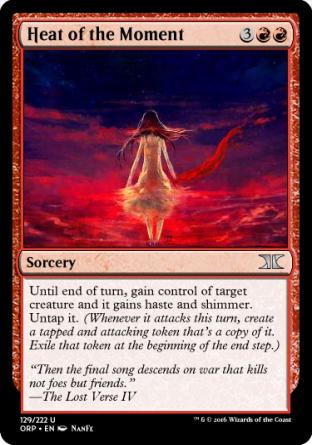 Heat of the Moment 3
Sorcery
Until end of turn, gain control of target
creature and it gains haste and shimmer.
Untap it. (Whenever it attacks this turn, create
a tapped and attacking token that's a copy of it.
Exile that token at the beginning of the end step.)
"Then the final song descends on war that kills
not foes but friends."
—The Lost Verse IV
129/222 U
ORP • EN NanFe
™ & © 2016 Wizards of the Coast